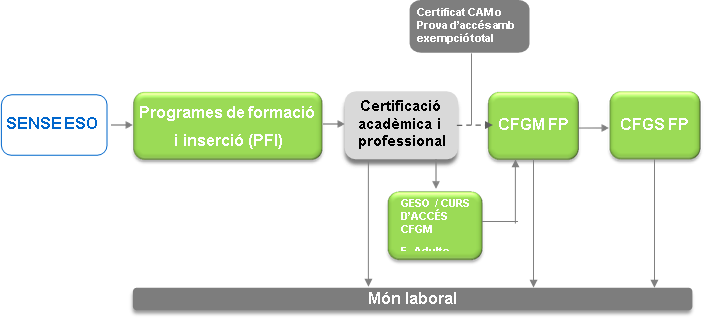 Certificat CAM o
Prova d'accés amb
exempció total
SENSE ESO
Programes de formació
i inserció (PFI)
Certificació
acadèmica i
professional
CFGM FP
CFGS FP
GESO / CURS
D'ACCÉS
CFGM
Món laboral